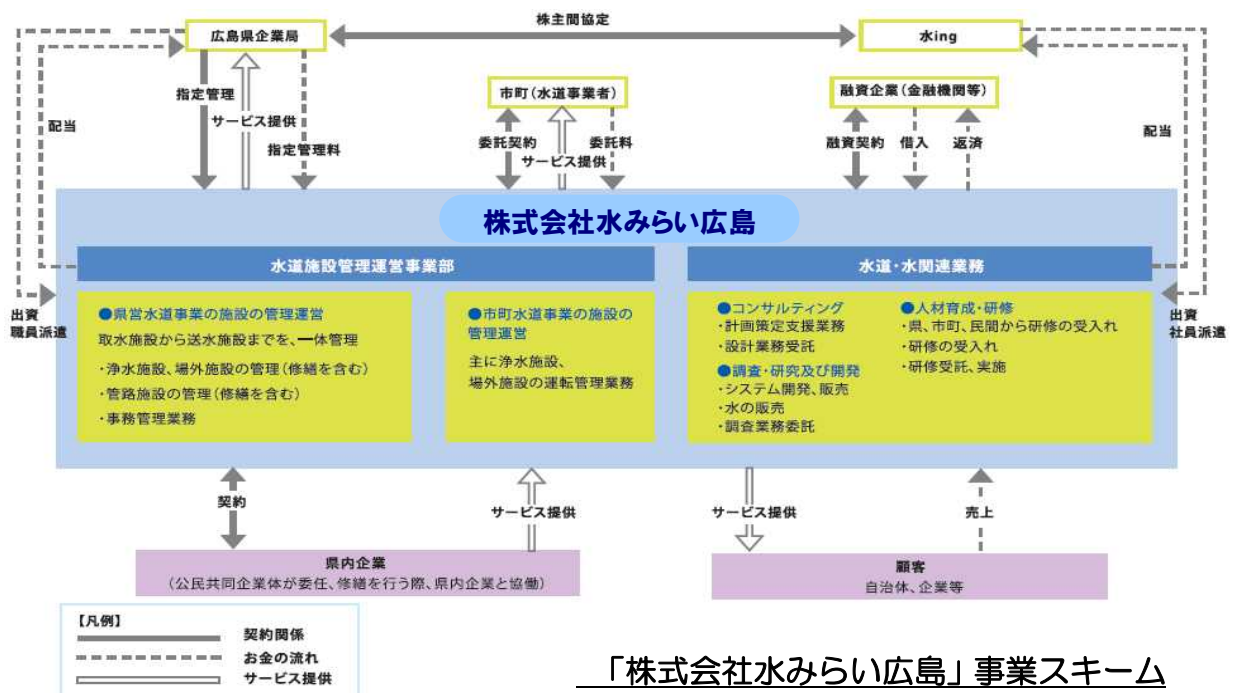 株主間協定
広島県企業局
水ing
指定管理
サービス提供
指定管理料
配当
市町(水道事業者)
委託契約
委託料
サービス提供
融資企業(金融機関等)
融資契約
借入
返済
配当
株式会社水みらい広島
水道施設管理運営事業部
水道・水関連業務
出資
職員派遣
●県営水道事業の施設の管理運営
取水施設から送水施設までを、一体管理
・浄水施設、場外施設の管理(修繕を含む)
・管路施設の管理(修繕を含む)
・事務管理業務
●市町水道事業の施設の
管理運営
主に浄水施設、
場外施設の運転管理業務
●コンサルティング
・計画策定支援業務
・設計業務受託
●調査・研究及び開発
・システム開発、販売
・水の販売
・調査業務委託
●人材育成・研修
・県、市町、民間から研修の受入れ
・研修の受入れ
・研修受託、実施
出資
社員派遣
契約
サービス提供
サービス提供
売上
県内企業
(公民共同企業体が委任、修繕を行う際、県内企業と協働)
顧客
自治体、企業等
【凡例】
契約関係
お金の流れ
サービス提供
「株式会社水みらい広島」事業スキーム